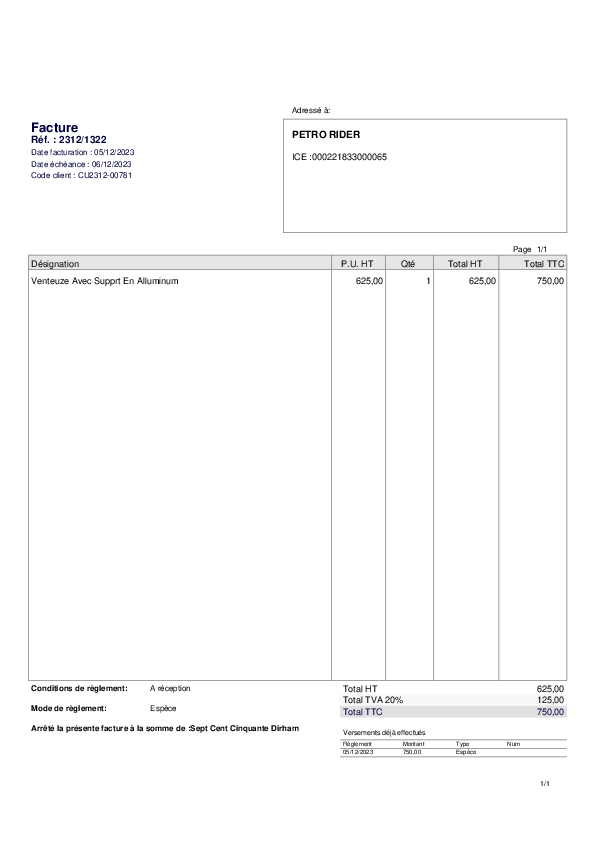 Adressé à:
Facture
Réf. : 2312/1322
Date facturation : 05/12/2023
Date échéance : 06/12/2023
Code client : CU2312-00781
PETRO RIDER
ICE :000221833000065
Page 1/1
Désignation P.U. HT Qté Total HT Total TTC
Venteuze Avec Supprt En Alluminum 625,00 1 625,00 750,00
Conditions de règlement: A réception
Mode de règlement: Espèce
Arrêté la présente facture à la somme de :Sept Cent Cinquante Dirham
Total HT 625,00
Total TVA 20% 125,00
Total TTC 750,00
Versements déjà effectués
Règlement Montant Type Num
05/12/2023 750,00 Espèce
1/1